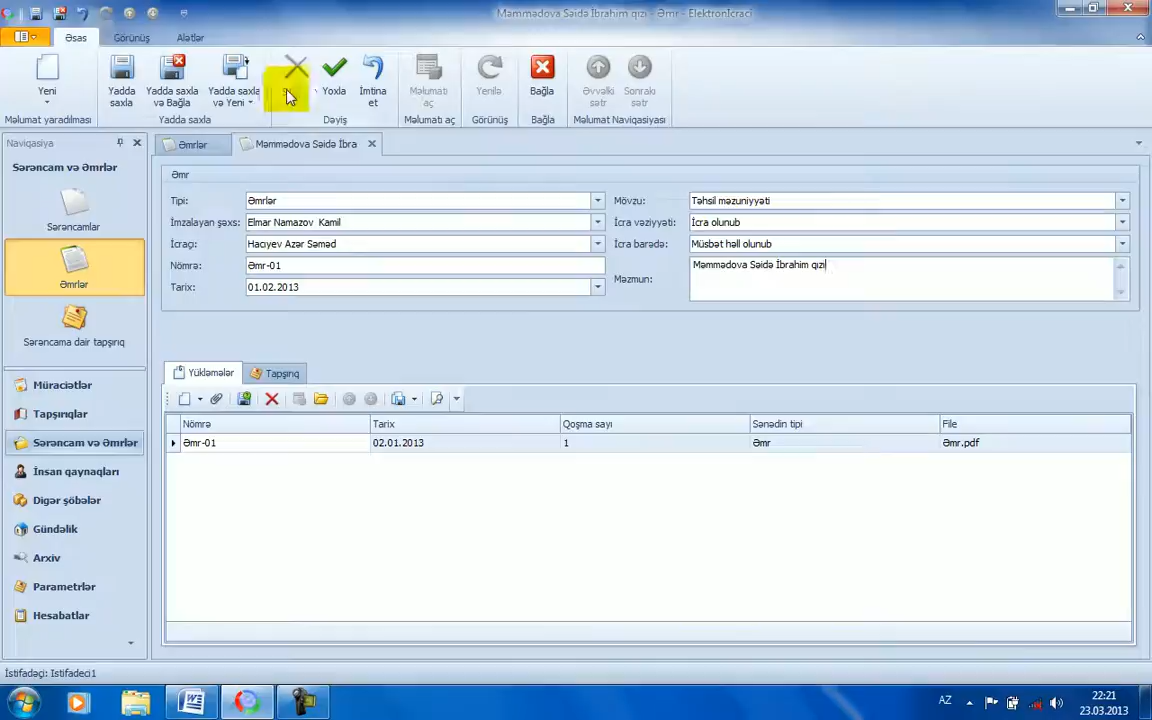 Məmmədova Səidə İbrahim qızı - Əmr - ElektronIcraci
Əsas Görünüş Alətlər
Yeni
Yadda saxla
Yadda saxla və Bağla
Yadda saxla və Yeni
Yoxla
İmtina et
Məlumatı aç
Yenilə
Bağla
Əvvəlki sətr
Sonrakı sətr
Məlumat yaradılması Yadda saxla Dəyiş Məlumatı aç Görünüş Bağla Məlumat Naviqasiyası
Naviqasiya
Sərəncam və Əmrlər
Sərəncamlar
Əmrlər
Sərəncama dair tapşırıq
Müraciətlər
Tapşırıqlar
Sərəncam və Əmrlər
İnsan qaynaqları
Digər şöbələr
Gündəlik
Arxiv
Parametrlər
Hesabatlar
Əmrlər Məmmədova Səidə İbra
Əmr
Tipi: Əmrlər
İmzalayan şəxs: Elmar Namazov Kamil
İcraçı: Hacıyev Azər Səməd
Nömrə: Əmr-01
Tarix: 01.02.2013
Mövzu: Təhsil məzuniyyəti
İcra vəziyyəti: İcra olunub
İcra barədə: Müsbət həll olunub
Məzmun: Məmmədova Səidə İbrahim qızı
Yükləmələr Tapşırıq
Nömrə Tarix Qoşma sayı Sənədin tipi File
Əmr-01 02.01.2013 1 Əmr Əmr.pdf
İstifadəçi: Istifadeci1
AZ
22:21
23.03.2013